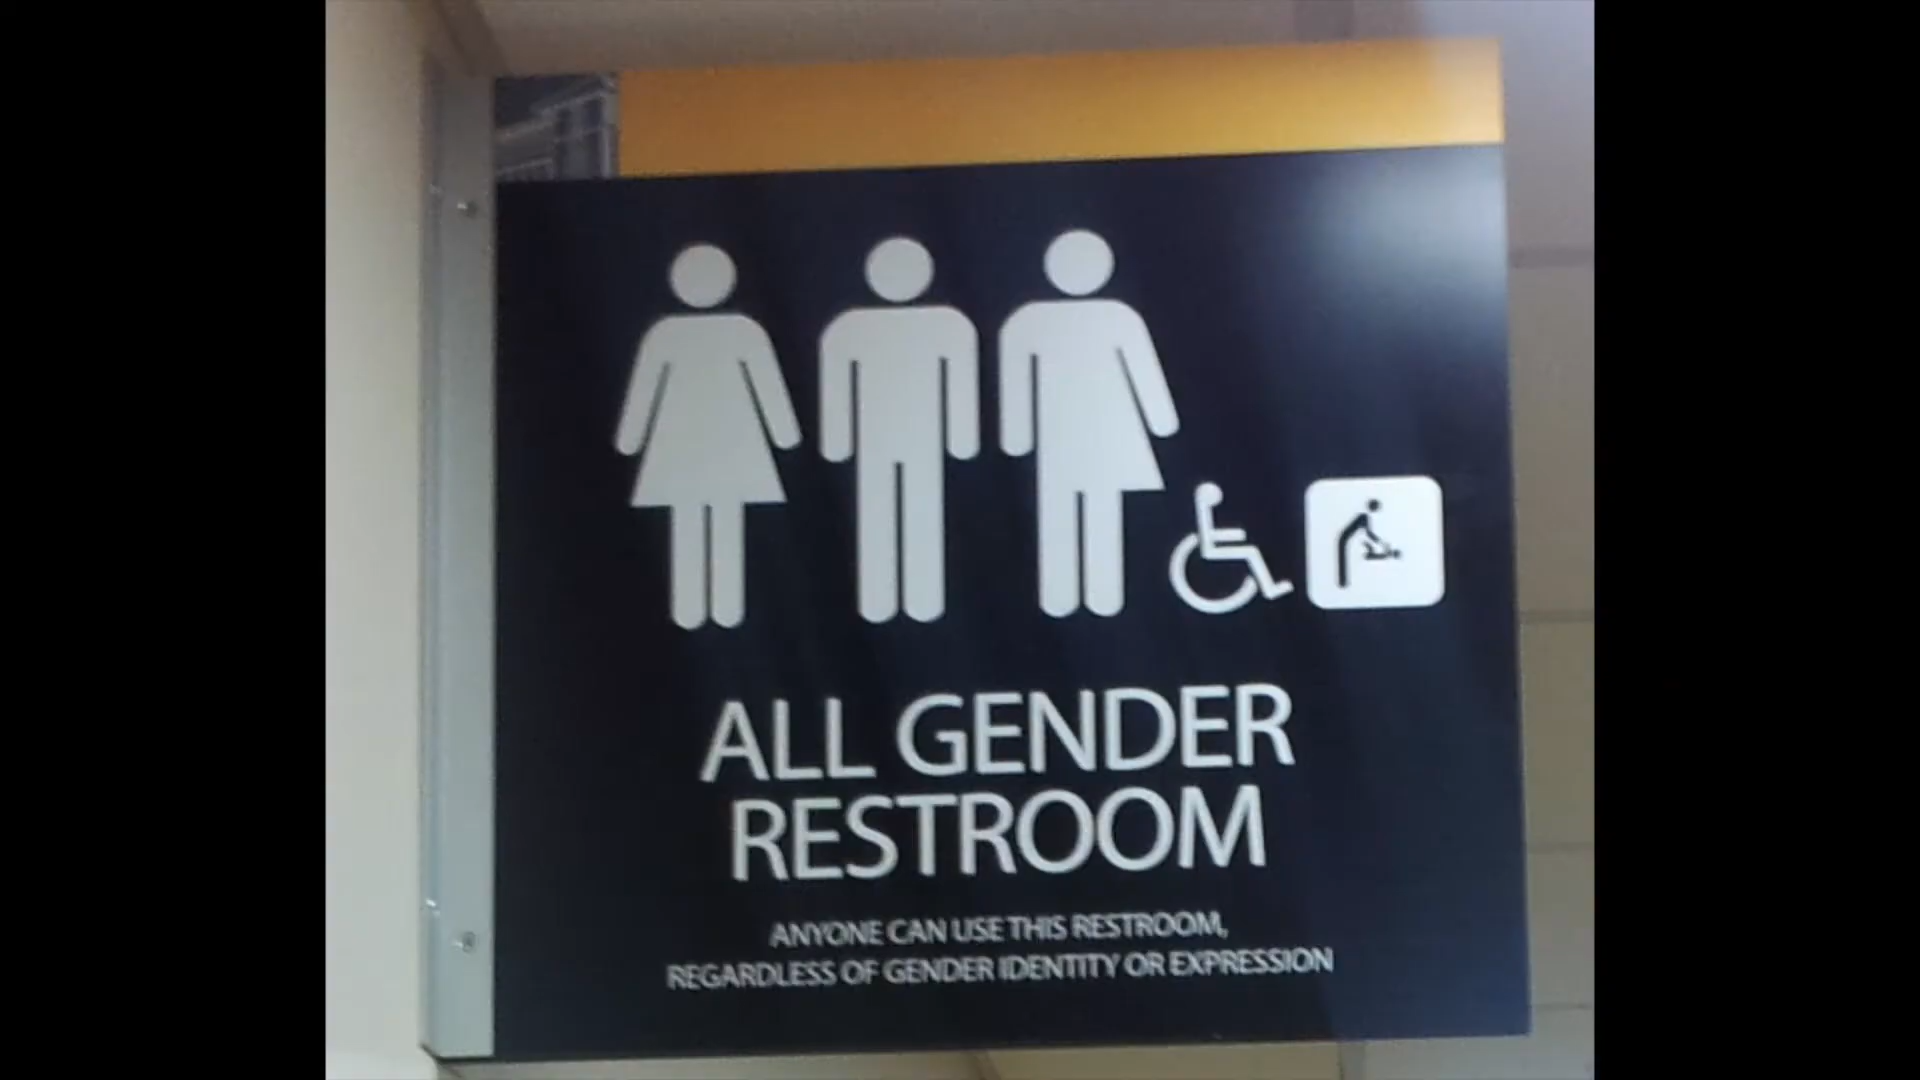 ALL GENDER
RESTROOM
ANYONE CAN USE THIS RESTROOM,
REGARDLESS OF GENDER IDENTITY OR EXPRESSION